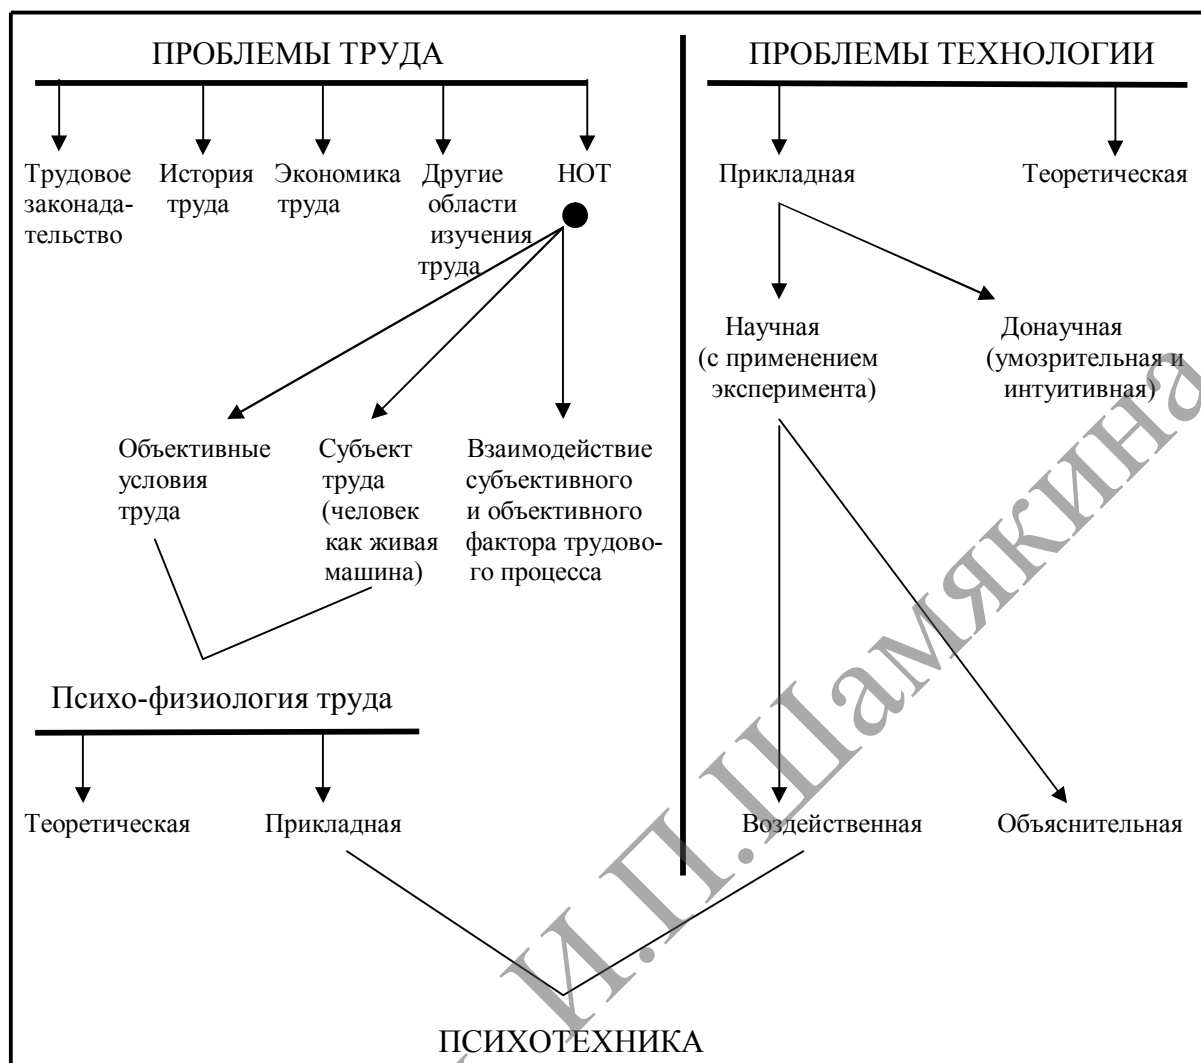 ПРОБЛЕМЫ ТРУДА
Трудовое
законада-
тельство
История
труда
Экономика
труда
Другие
области
изучения
труда
НОТ
Объективные
условия
труда
Субъект
труда
(человек
как живая
машина)
Взаимодействие
субъективного
и объективного
фактора трудово-
го процесса
Психо-физиология труда
Теоретическая
Прикладная
ПРОБЛЕМЫ ТЕХНОЛОГИИ
Прикладная
Теоретическая
Научная
(с применением
эксперимента)
Донаучная
(умозрительная и
интуитивная)
Воздейственная
Объяснительная
ПСИХОТЕХНИКА
И.П.Шамякина